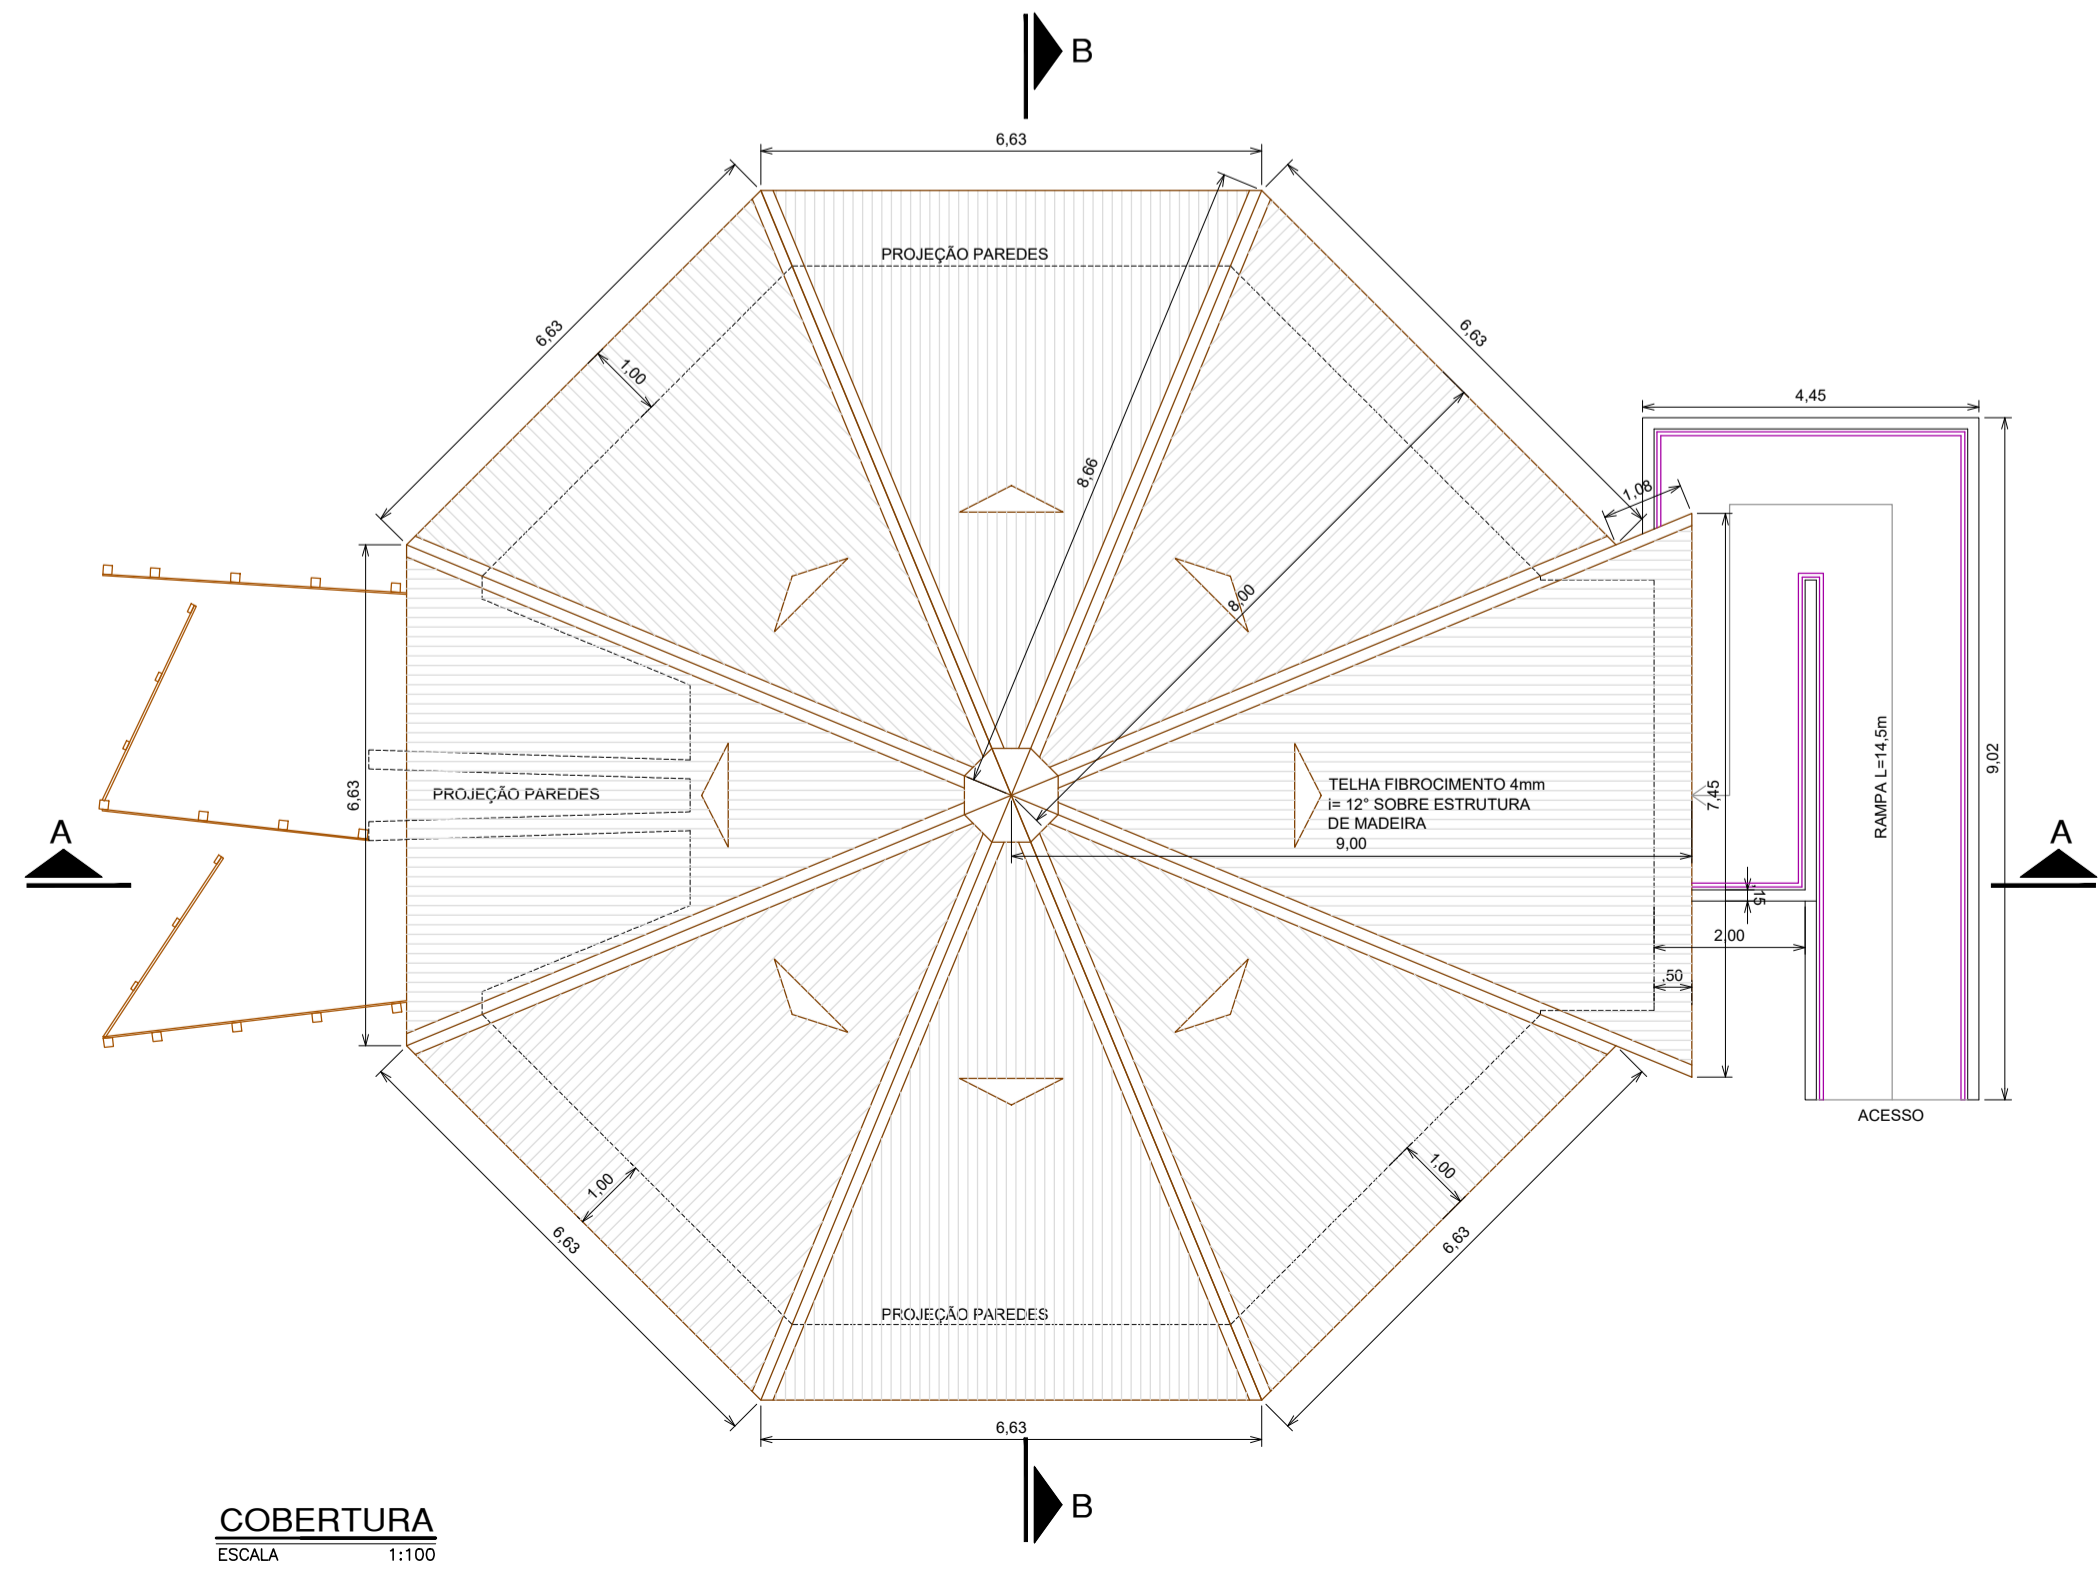 B
6,63
PROJEÇÃO PAREDES
6,63
6,63
1,00
4,45
8,66
1,08
8,00
RAMPA L=14,5m
9,02
6,63
PROJEÇÃO PAREDES
TELHA FIBROCIMENTO 4mm
i= 12° SOBRE ESTRUTURA
DE MADEIRA
9,00
7,45
A
A
,15
2,00
,50
ACESSO
1,00
1,00
6,63
6,63
PROJEÇÃO PAREDES
6,63
B
COBERTURA
ESCALA 1:100